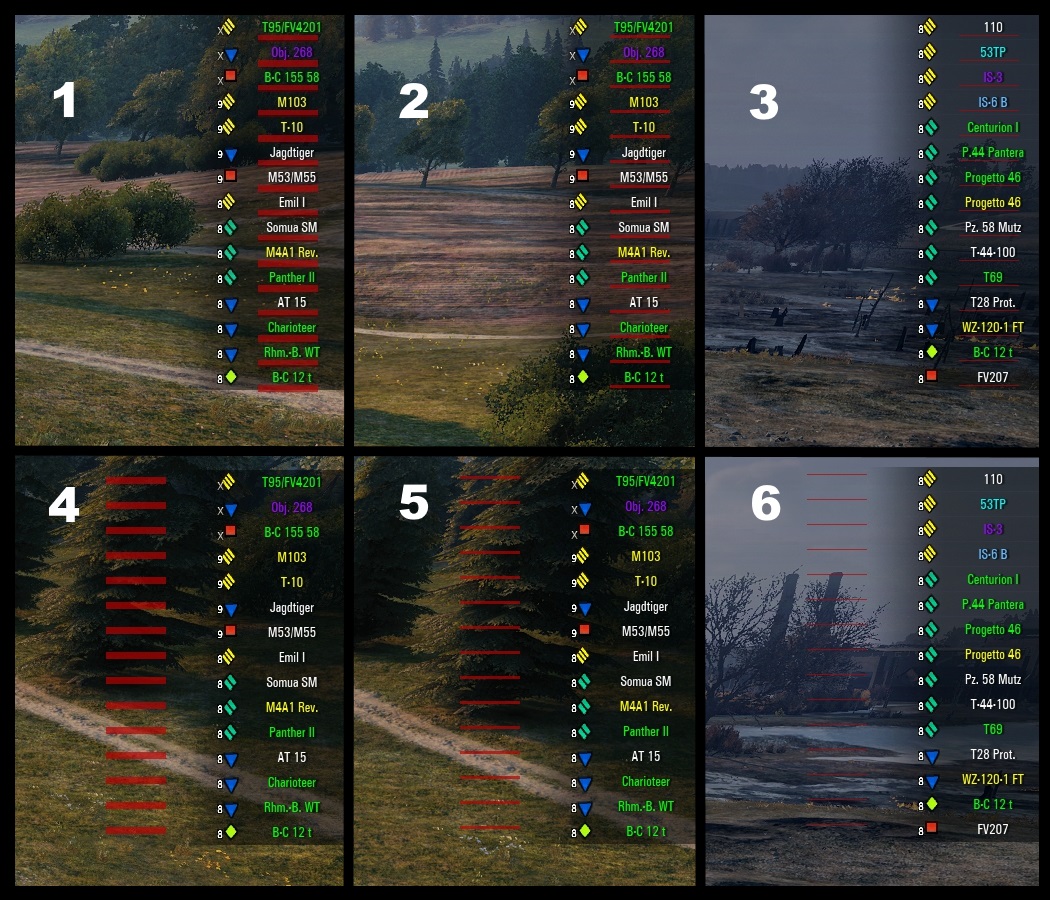 1
X T95/FV4201
X Obj. 268
X B-C 155 58
9 M103
9 T-10
9 Jagdtiger
9 M53/M55
8 Emil I
8 Somua SM
8 M4A1 Rev.
8 Panther II
8 AT 15
8 Charioteer
8 Rhm.-B. WT
8 B-C 12 t
2
X T95/FV4201
X Obj. 268
X B-C 155 58
9 M103
9 T-10
9 Jagdtiger
9 M53/M55
8 Emil I
8 Somua SM
8 M4A1 Rev.
8 Panther II
8 AT 15
8 Charioteer
8 Rhm.-B. WT
8 B-C 12 t
3
8 110
8 53TP
8 IS-3
8 IS-6 B
8 Centurion I
8 P.44 Pantera
8 Progetto 46
8 Progetto 46
8 Pz. 58 Mutz
8 T-44-100
8 T69
8 T28 Prot.
8 WZ-120-1 FT
8 B-C 12 t
8 FV207
4
X T95/FV4201
X Obj. 268
X B-C 155 58
9 M103
9 T-10
9 Jagdtiger
9 M53/M55
8 Emil I
8 Somua SM
8 M4A1 Rev.
8 Panther II
8 AT 15
8 Charioteer
8 Rhm.-B. WT
8 B-C 12 t
5
X T95/FV4201
X Obj. 268
X B-C 155 58
9 M103
9 T-10
9 Jagdtiger
9 M53/M55
8 Emil I
8 Somua SM
8 M4A1 Rev.
8 Panther II
8 AT 15
8 Charioteer
8 Rhm.-B. WT
8 B-C 12 t
6
8 110
8 53TP
8 IS-3
8 IS-6 B
8 Centurion I
8 P.44 Pantera
8 Progetto 46
8 Progetto 46
8 Pz. 58 Mutz
8 T-44-100
8 T69
8 T28 Prot.
8 WZ-120-1 FT
8 B-C 12 t
8 FV207